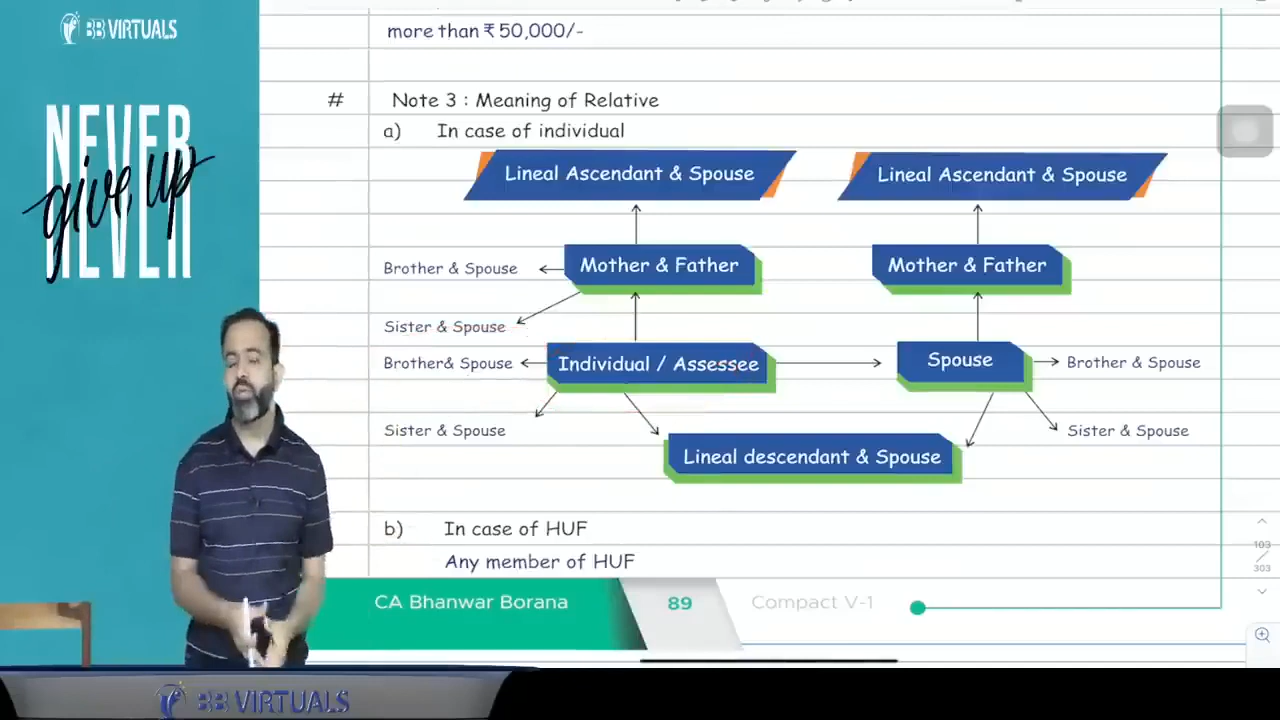 BB VIRTUALS
NEVER
give up
NEVER
more than ₹ 50,000/-
# Note 3 : Meaning of Relative
a) In case of individual
Lineal Ascendant & Spouse
Lineal Ascendant & Spouse
Brother & Spouse
Mother & Father
Mother & Father
Sister & Spouse
Brother& Spouse
Individual / Assessee
Spouse
Brother & Spouse
Sister & Spouse
Lineal descendant & Spouse
Sister & Spouse
b) In case of HUF
Any member of HUF
103
303
CA Bhanwar Borana
89
Compact V-1
BB VIRTUALS